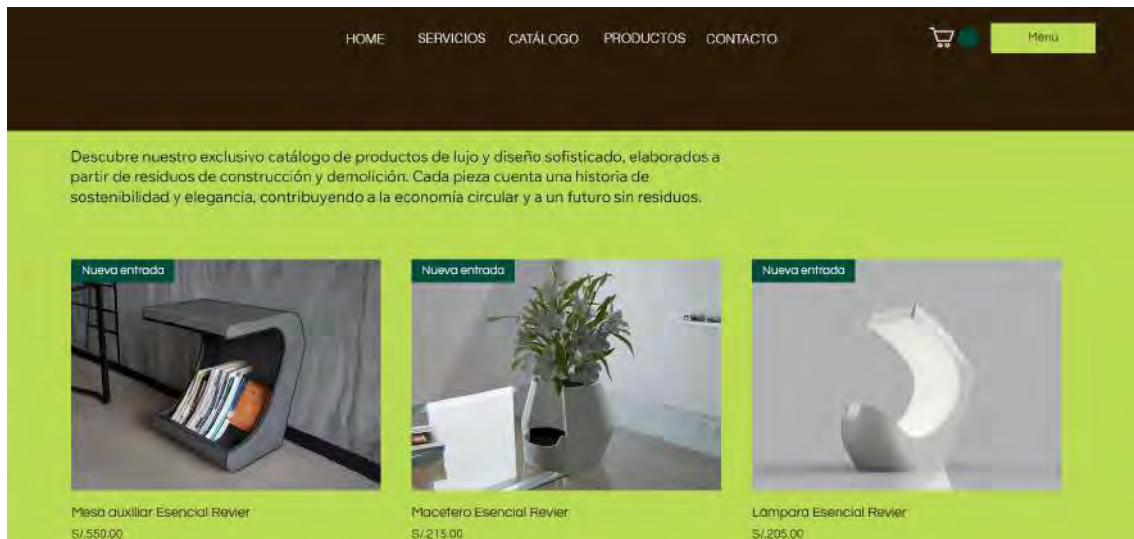 HOME SERVICIOS CATÁLOGO PRODUCTOS CONTACTO Menu
Descubre nuestro exclusivo catálogo de productos de lujo y diseño sofisticado, elaborados a
partir de residuos de construcción y demolición. Cada pieza cuenta una historia de
sostenibilidad y elegancia, contribuyendo a la economía circular y a un futuro sin residuos.
Nueva entrada Nueva entrada Nueva entrada
Mesa auxiliar Esencial Revier Macetero Esencial Revier Lámpara Esencial Revier
S/.550.00 S/.215.00 S/.205.00